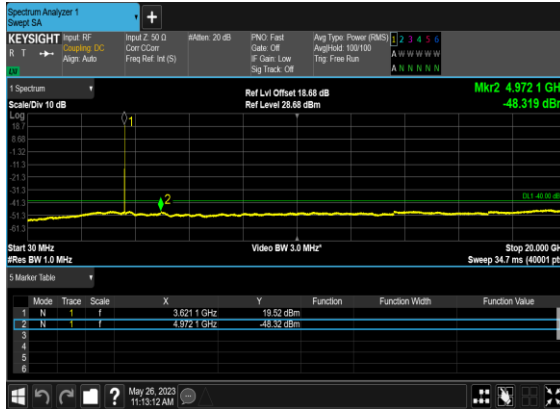 Spectrum Analyzer 1
Swept SA
+
KEYSIGHT Input: RF Input Z: 50 Ω #Atten: 20 dB PNO: Fast Avg Type: Power (RMS) 1 2 3 4 5 6
R T Coupling: DC Corr CCorr Gate: Off Avg|Hold: 100/100 A W W W W W
Align: Auto Freq Ref: Int (S) IF Gain: Low Trig: Free Run
Sig Track: Off A N N N N N
LU
1 Spectrum Ref Lvl Offset 18.68 dB Mkr2 4.972 1 GH
Scale/Div 10 dB Ref Level 28.68 dBm -48.319 dB
Log
18.7
8.68
-1.32
-11.3
-21.3
-31.3
-41.3
-51.3
-61.3
1
2
DL1 -40.00 dB
Start 30 MHz Video BW 3.0 MHz* Stop 20.000 GH
#Res BW 1.0 MHz Sweep 34.7 ms (40001 pt
5 Marker Table
Mode Trace Scale X Y Function Function Width Function Value
1 N 1 f 3.621 1 GHz 19.52 dBm
2 N 1 f 4.972 1 GHz -48.32 dBm
3
4
5
6
? May 26, 2023
11:13:12 AM